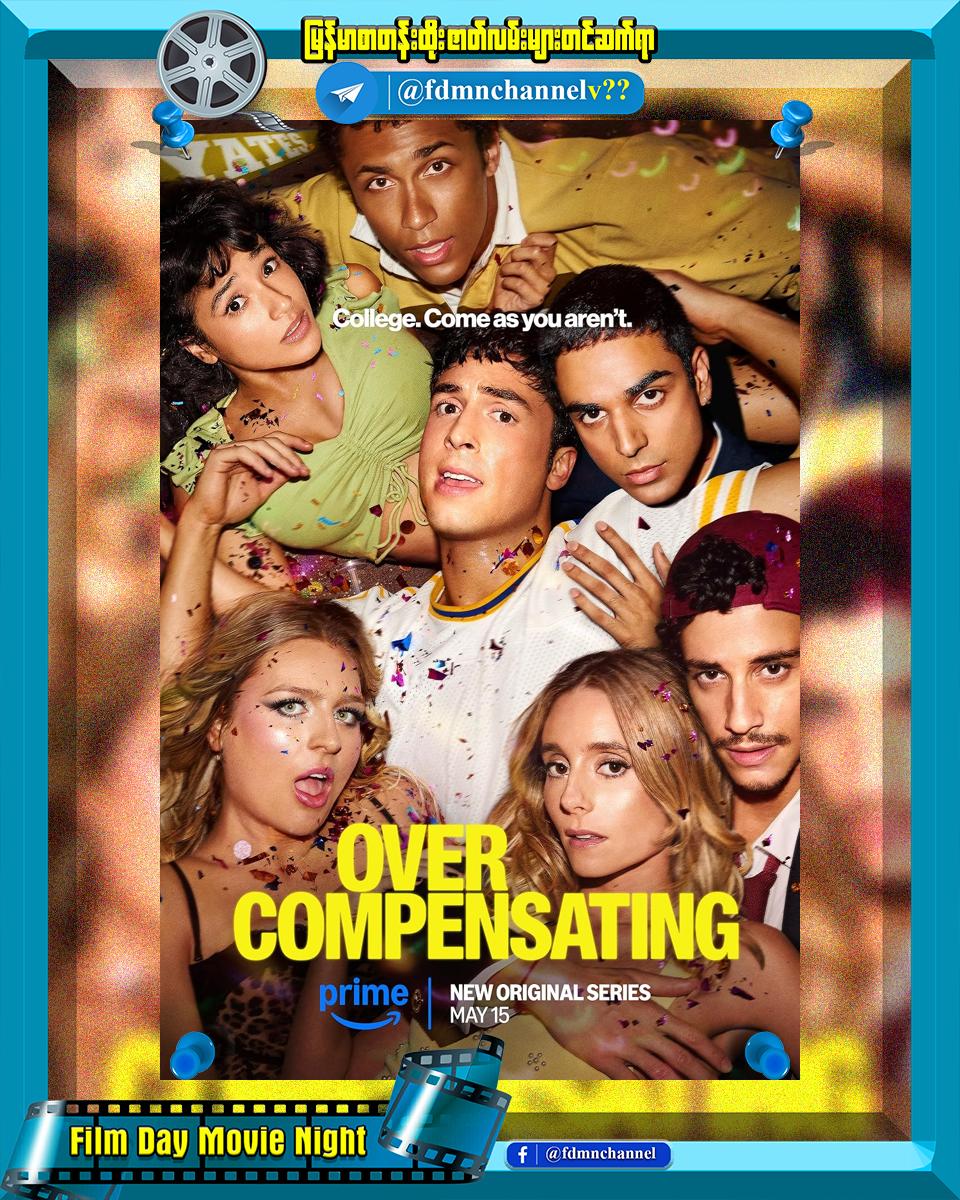 မြန်မာစာတန်းထိုးဇာတ်လမ်းများတင်ဆက်ရာ
@fdmnchannelv??
YATES
College. Come as you aren't.
OVER
COMPENSATING
prime
NEW ORIGINAL SERIES
MAY 15
Film Day Movie Night
@fdmnchannel